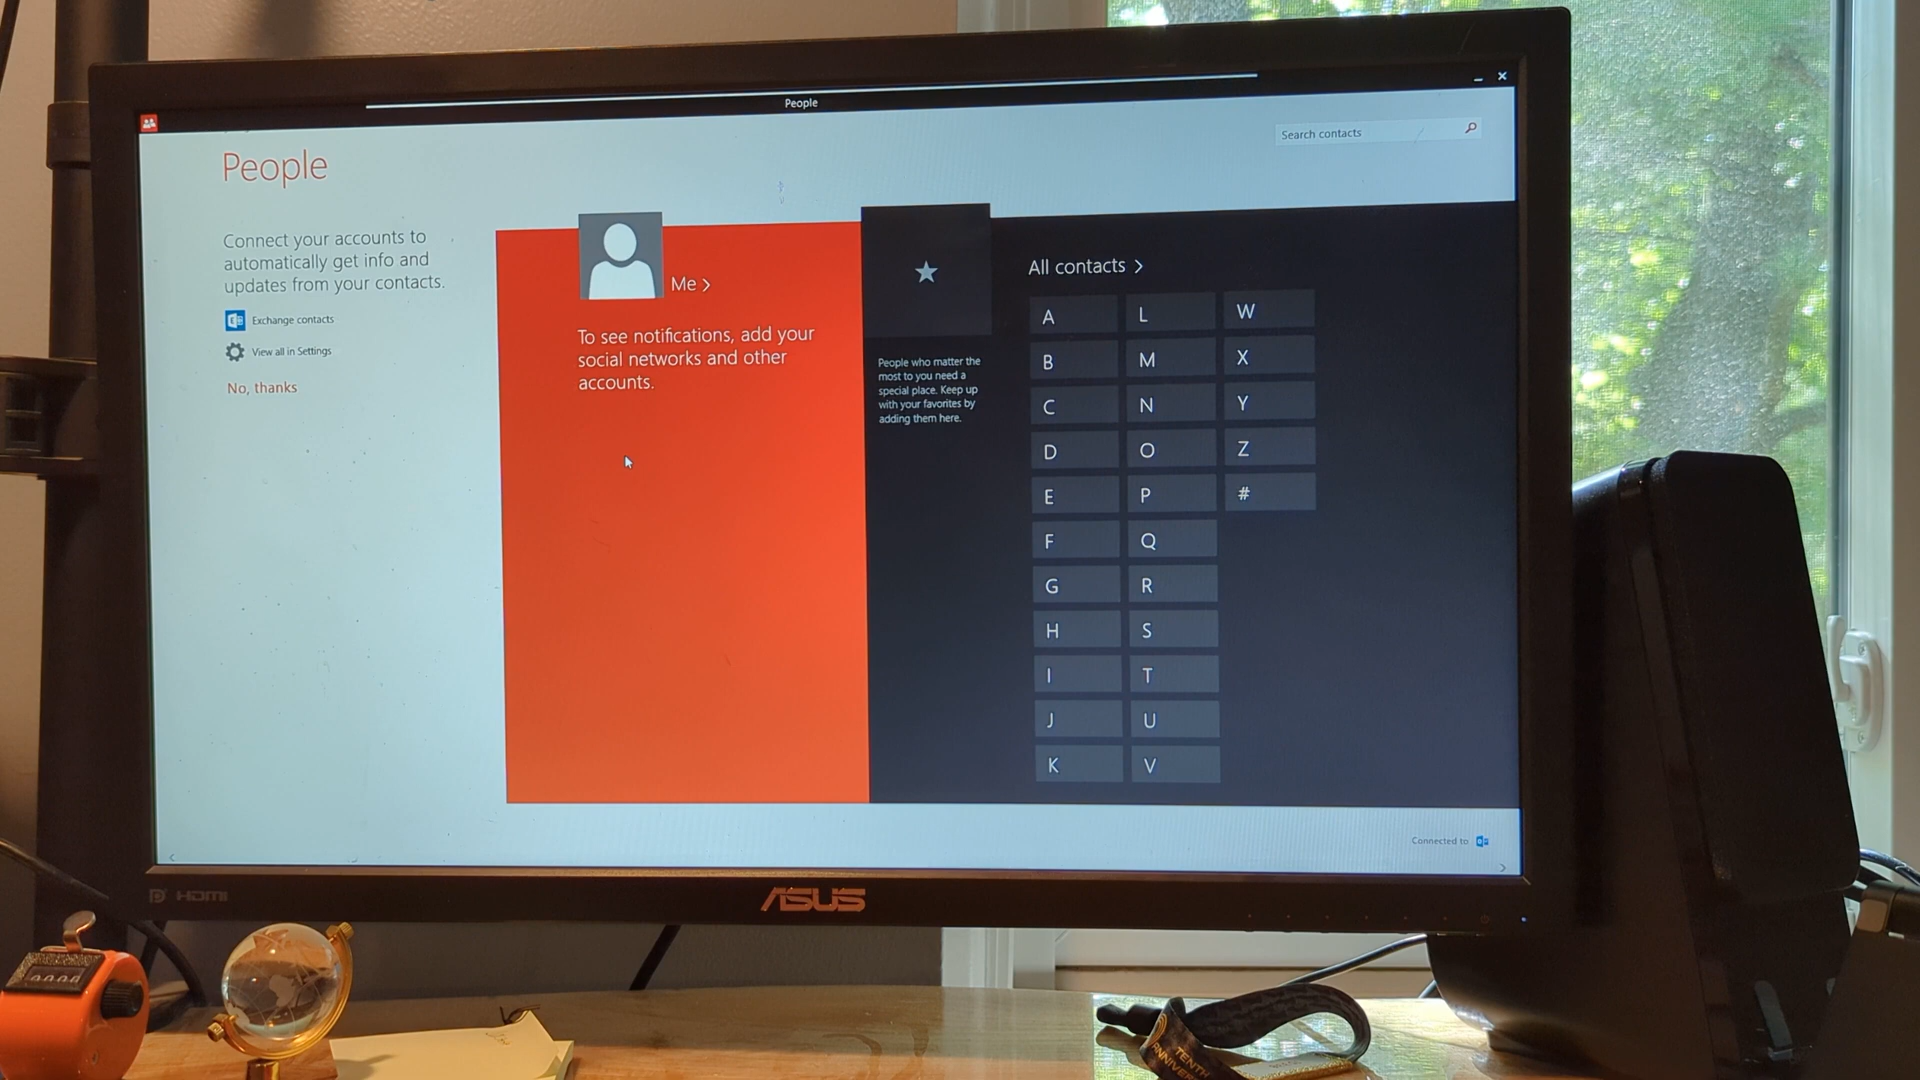 People
People
Search contacts
Connect your accounts to
automatically get info and
updates from your contacts.
Exchange contacts
View all in Settings
No, thanks
Me >
To see notifications, add your
social networks and other
accounts.
People who matter the
most to you need a
special place. Keep up
with your favorites by
adding them here.
All contacts >
A
B
C
D
E
F
G
H
I
J
K
L
M
N
O
P
Q
R
S
T
U
V
W
X
Y
Z
#
Connected to
HDMI
ASUS
0000
TENTH